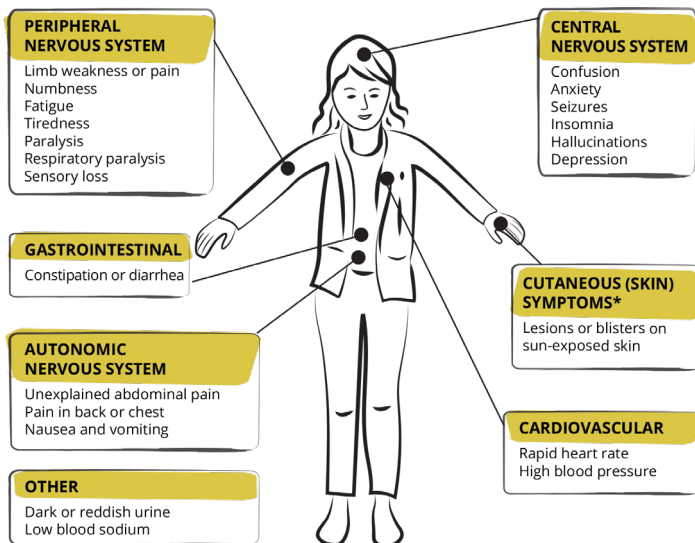 PERIPHERAL
NERVOUS SYSTEM
Limb weakness or pain
Numbness
Fatigue
Tiredness
Paralysis
Respiratory paralysis
Sensory loss
CENTRAL
NERVOUS SYSTEM
Confusion
Anxiety
Seizures
Insomnia
Hallucinations
Depression
GASTROINTESTINAL
Constipation or diarrhea
CUTANEOUS (SKIN)
SYMPTOMS*
Lesions or blisters on
sun-exposed skin
AUTONOMIC
NERVOUS SYSTEM
Unexplained abdominal pain
Pain in back or chest
Nausea and vomiting
CARDIOVASCULAR
Rapid heart rate
High blood pressure
OTHER
Dark or reddish urine
Low blood sodium